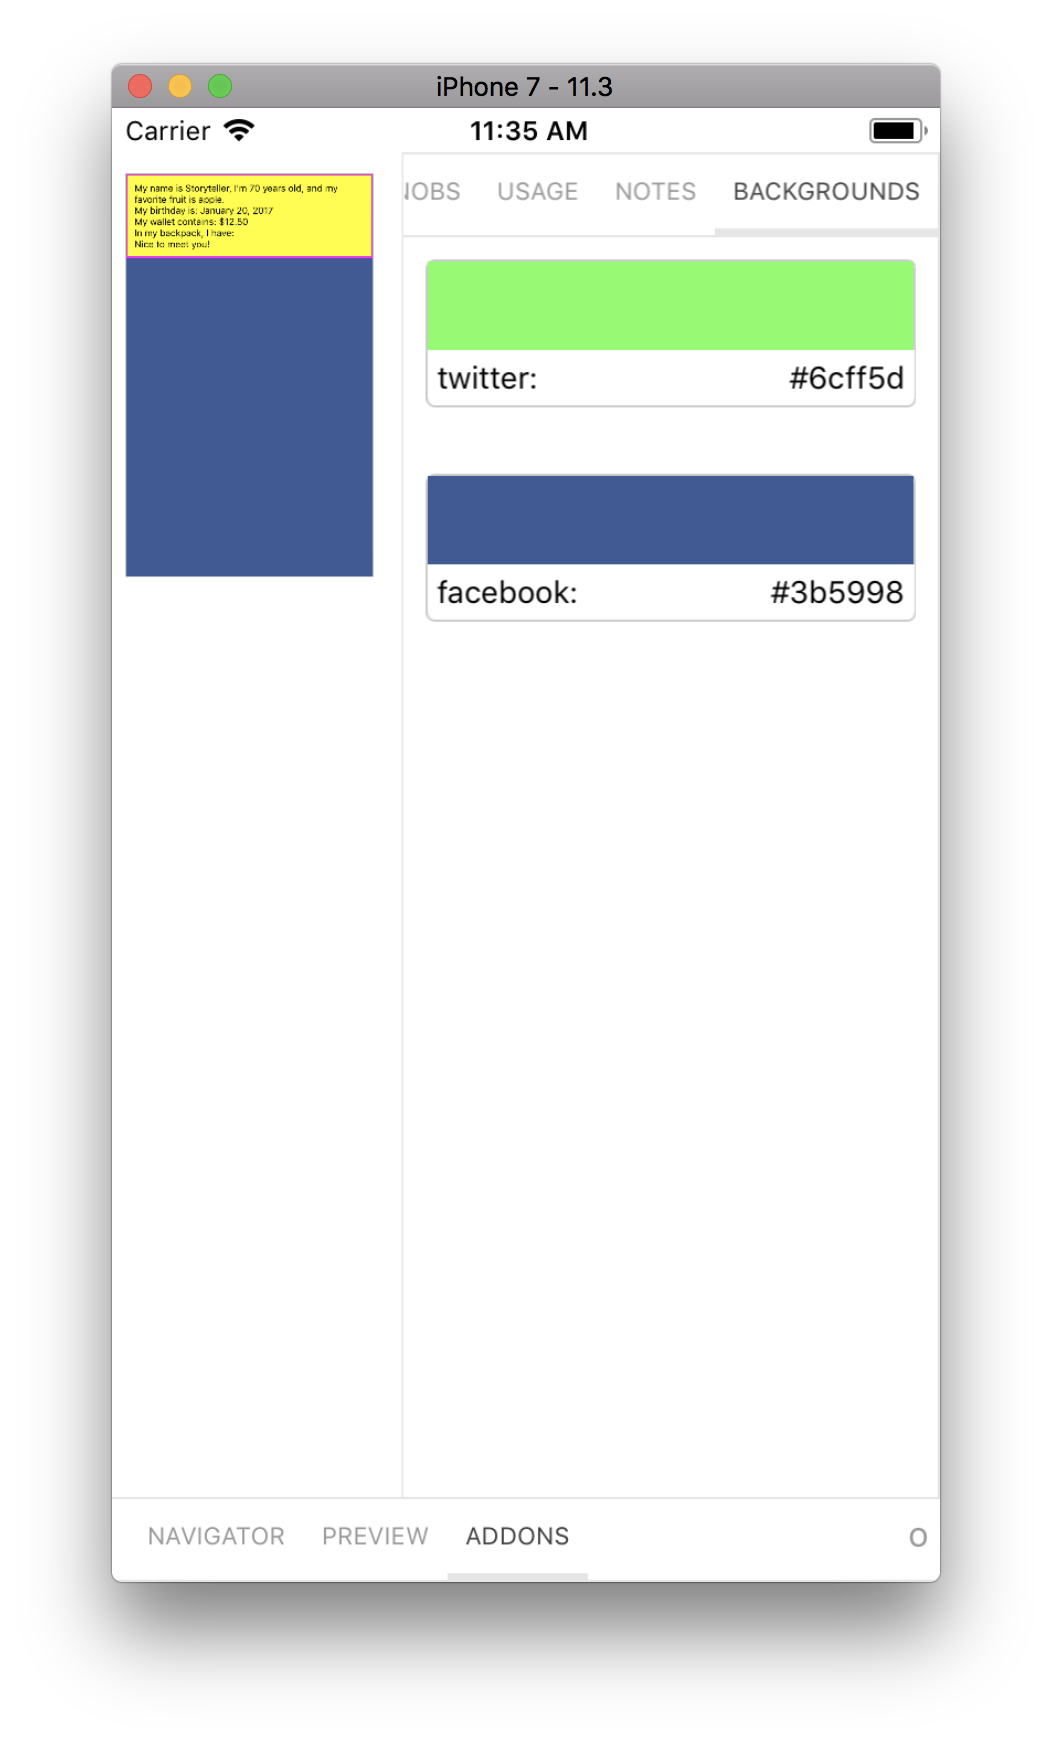 iPhone 7 - 11.3
Carrier 11:35 AM
My name is Storyteller, I'm 70 years old, and my
favorite fruit is apple.
My birthday is: January 20, 2017
My wallet contains: $12.50
In my backpack, I have:
Nice to meet you!
NOBS USAGE NOTES BACKGROUNDS
twitter: #6cff5d
facebook: #3b5998
NAVIGATOR PREVIEW ADDONS O